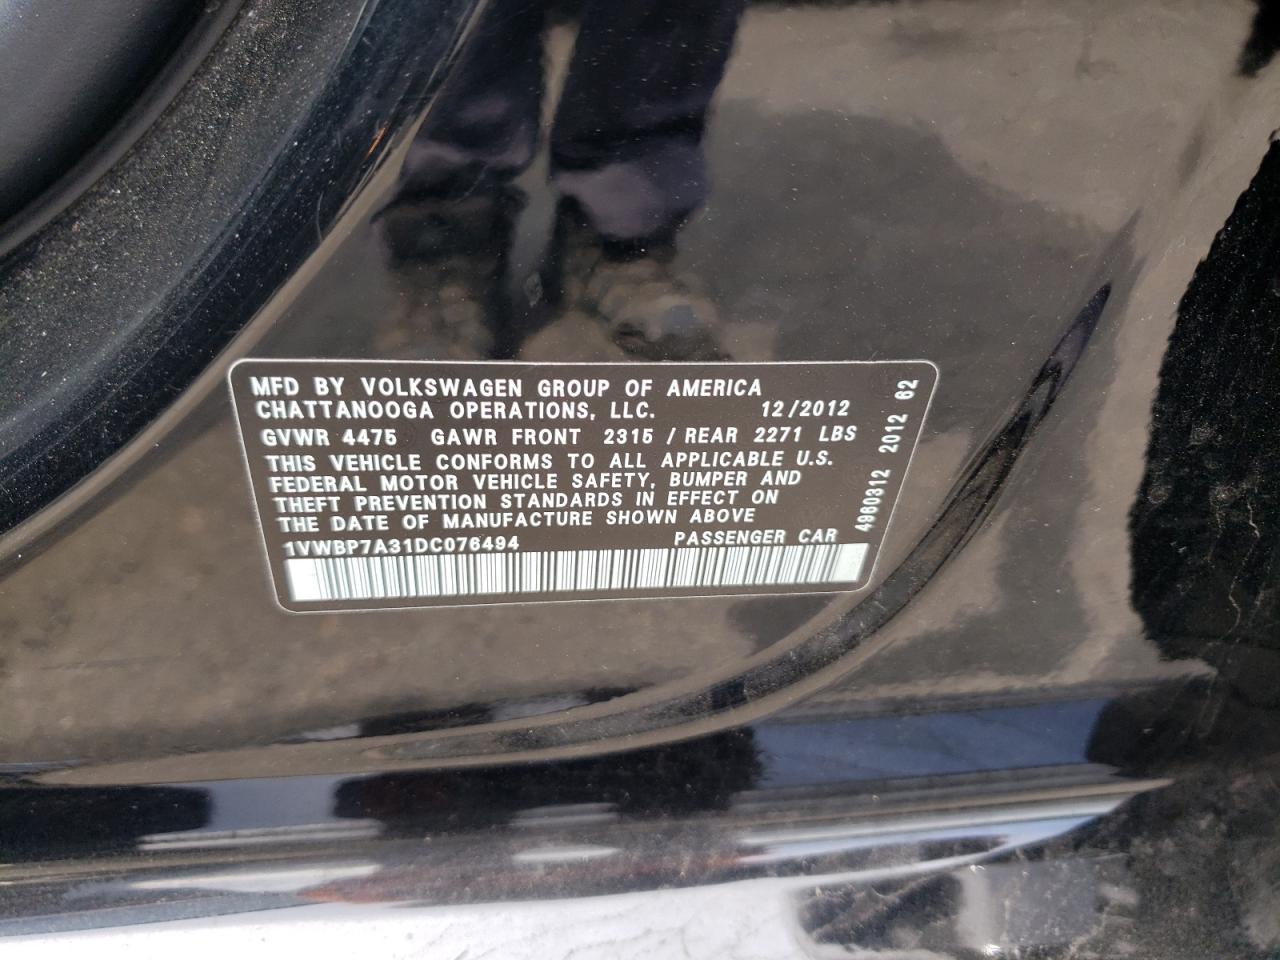 MFD BY VOLKSWAGEN GROUP OF AMERICA
CHATTANOOGA OPERATIONS, LLC. 12/2012
GVWR 4475 GAWR FRONT 2315 / REAR 2271 LBS
THIS VEHICLE CONFORMS TO ALL APPLICABLE U.S.
FEDERAL MOTOR VEHICLE SAFETY, BUMPER AND
THEFT PREVENTION STANDARDS IN EFFECT ON
THE DATE OF MANUFACTURE SHOWN ABOVE
1VWBP7A31DC076494 PASSENGER CAR
4960312 2012 62